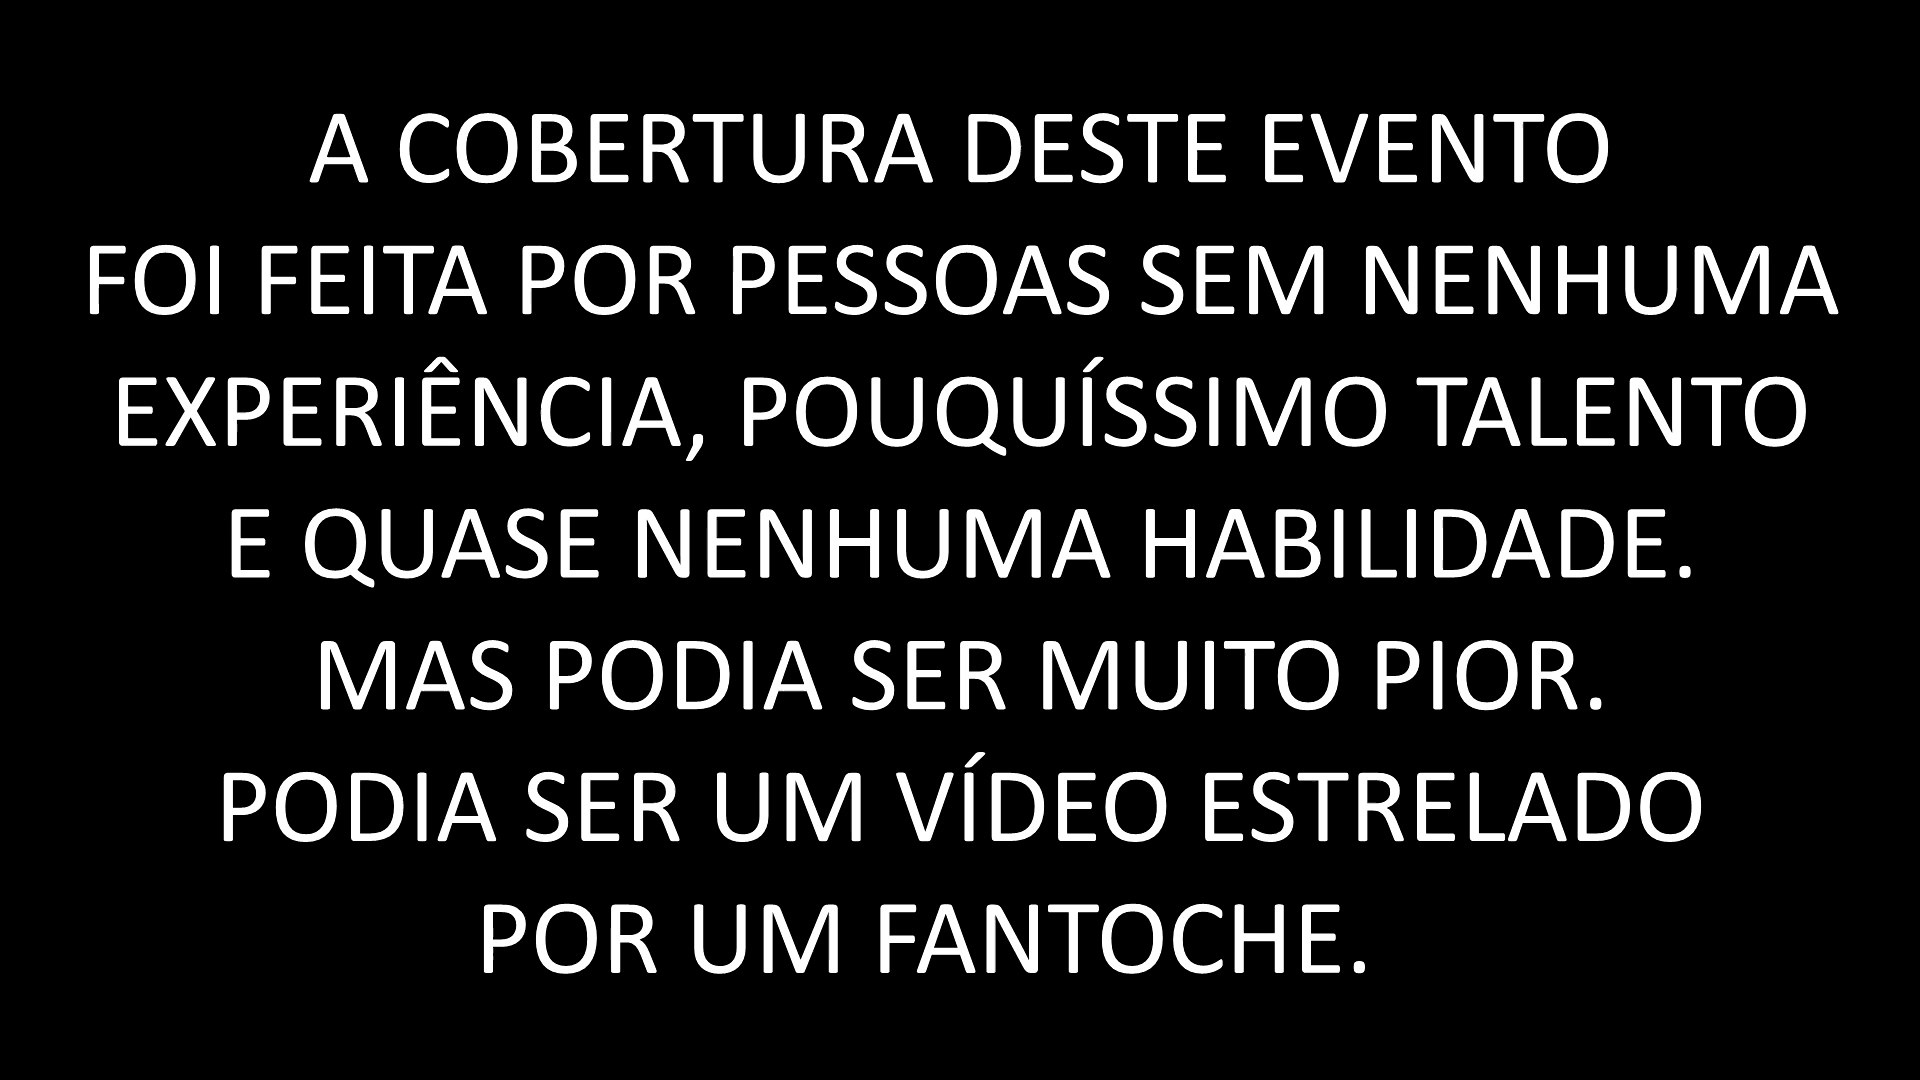 A COBERTURA DESTE EVENTO
FOI FEITA POR PESSOAS SEM NENHUMA
EXPERIÊNCIA, POUQUÍSSIMO TALENTO
E QUASE NENHUMA HABILIDADE.
MAS PODIA SER MUITO PIOR.
PODIA SER UM VÍDEO ESTRELADO
POR UM FANTOCHE.